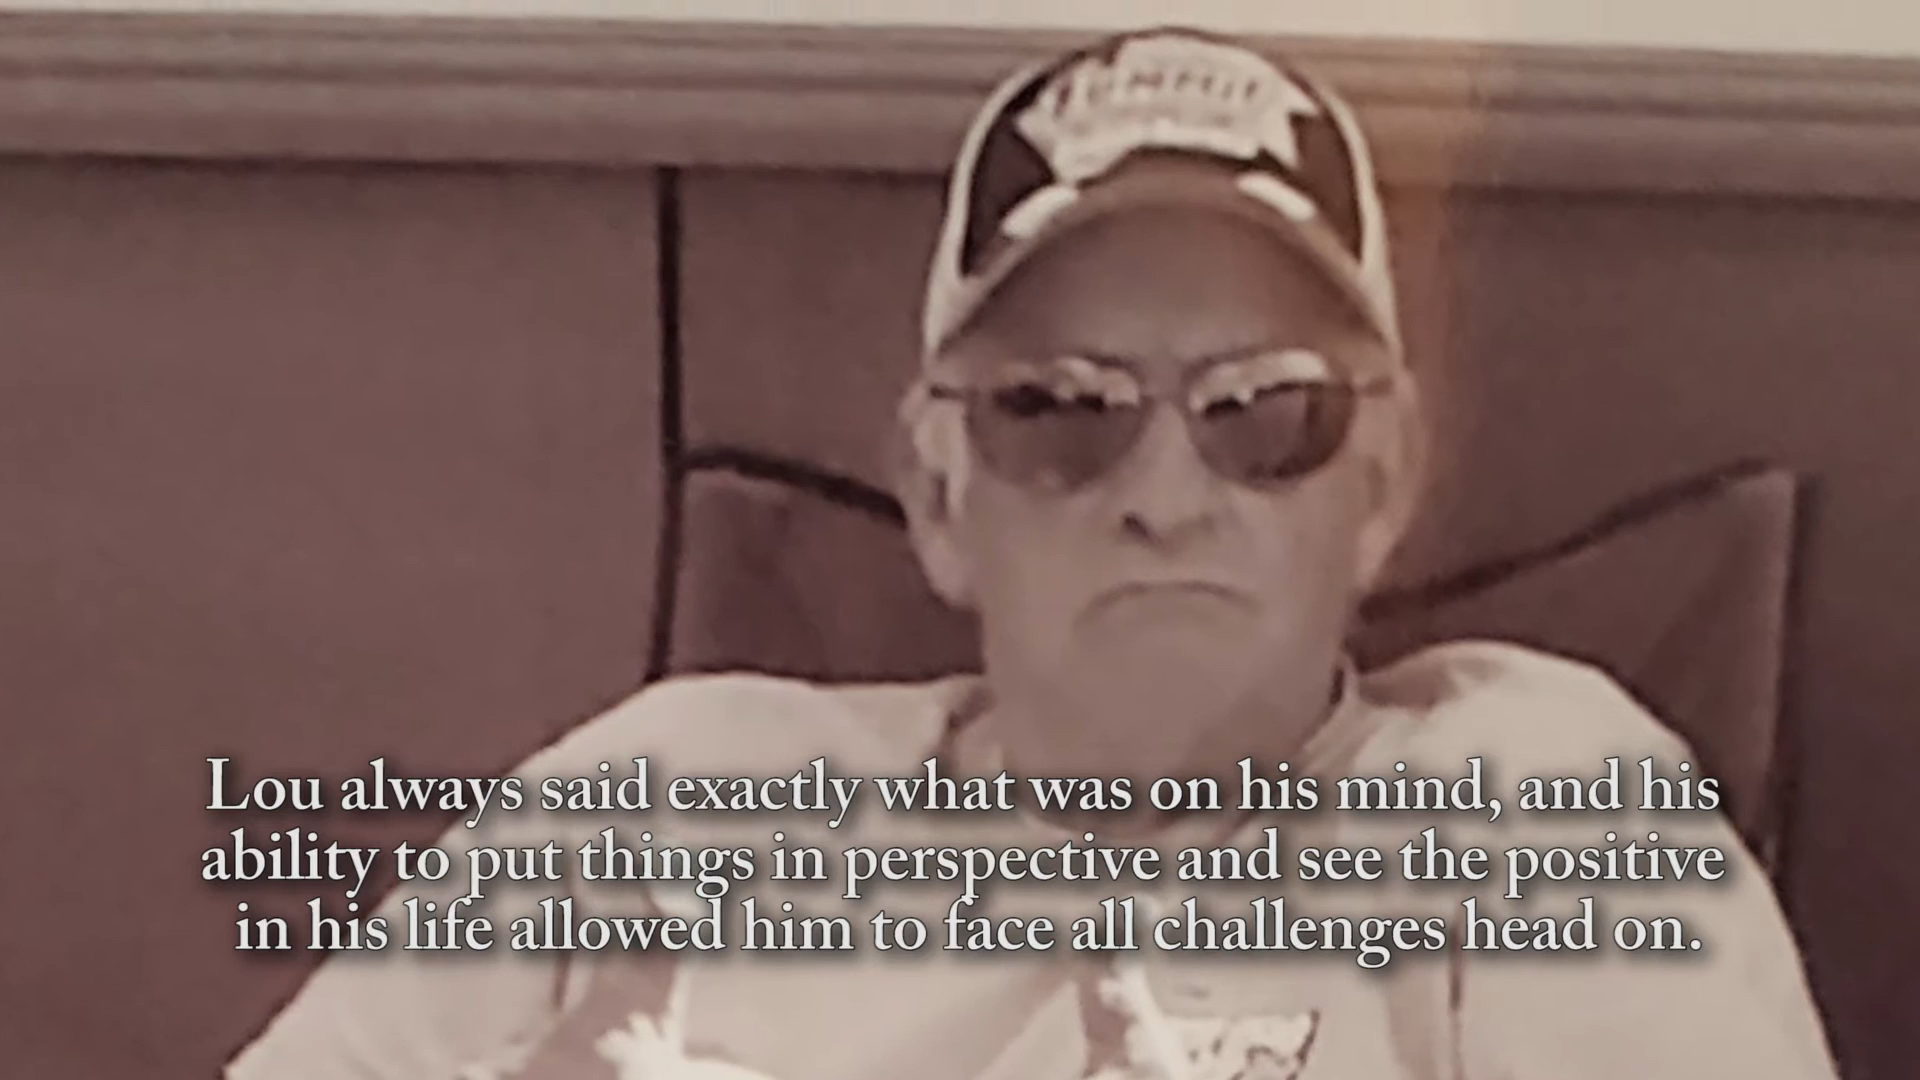 Lou always said exactly what was on his mind, and his
ability to put things in perspective and see the positive
in his life allowed him to face all challenges head on.